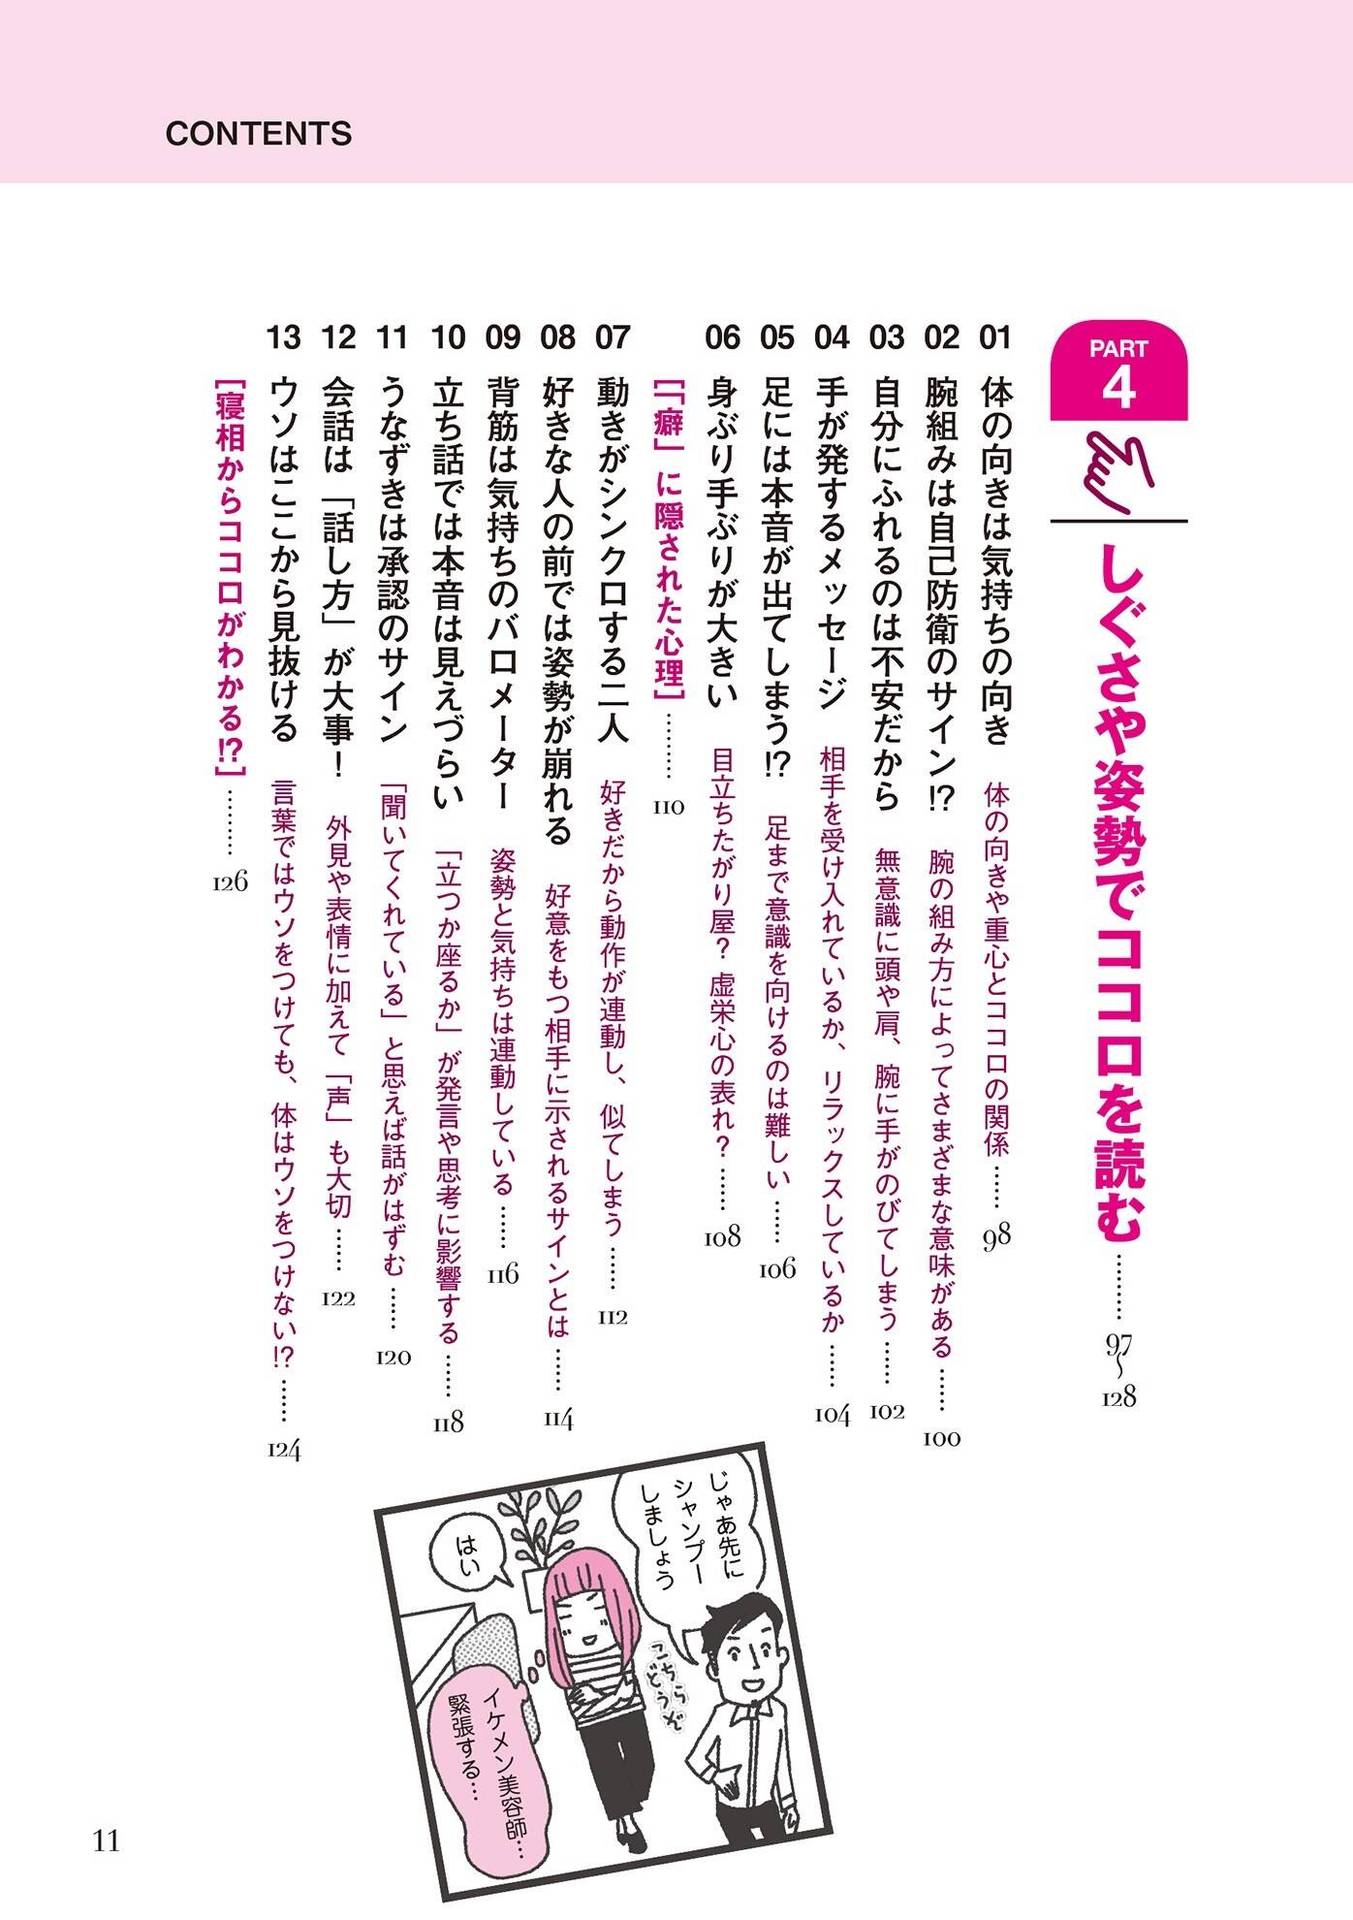 CONTENTS
PART
4
しぐさや姿勢でココロを読む………97〜128
01 体の向きは気持ちの向き 体の向きや重心とココロの関係……98
02 腕組みは自己防衛のサイン!? 腕の組み方によってさまざまな意味がある……100
03 自分にふれるのは不安だから 無意識に頭や肩、腕に手がのびてしまう……102
04 手が発するメッセージ 相手を受け入れているか、リラックスしているか……104
05 足には本音が出てしまう!? 足まで意識を向けるのは難しい……106
06 身ぶり手ぶりが大きい 目立ちたがり屋？ 虚栄心の表れ？……108
[「癖」に隠された心理]………110
07 動きがシンクロする二人 好きだから動作が連動し、似てしまう……112
08 好きな人の前では姿勢が崩れる 好意をもつ相手に示されるサインとは……114
09 背筋は気持ちのバロメーター 姿勢と気持ちは連動している……116
10 立ち話では本音は見えづらい 「立つか座るか」が発言や思考に影響する……118
11 うなずきは承認のサイン 「聞いてくれている」と思えば話がはずむ……120
12 会話は「話し方」が大事！ 外見や表情に加えて「声」も大切……122
13 ウソはここから見抜ける 言葉ではウソをつけても、体はウソをつけない!?……124
[寝相からココロがわかる!?]………126
じゃあ先に
シャンプー
しましょう
こちら
どうぞ
はい
イケメン美容師…
緊張する…
11